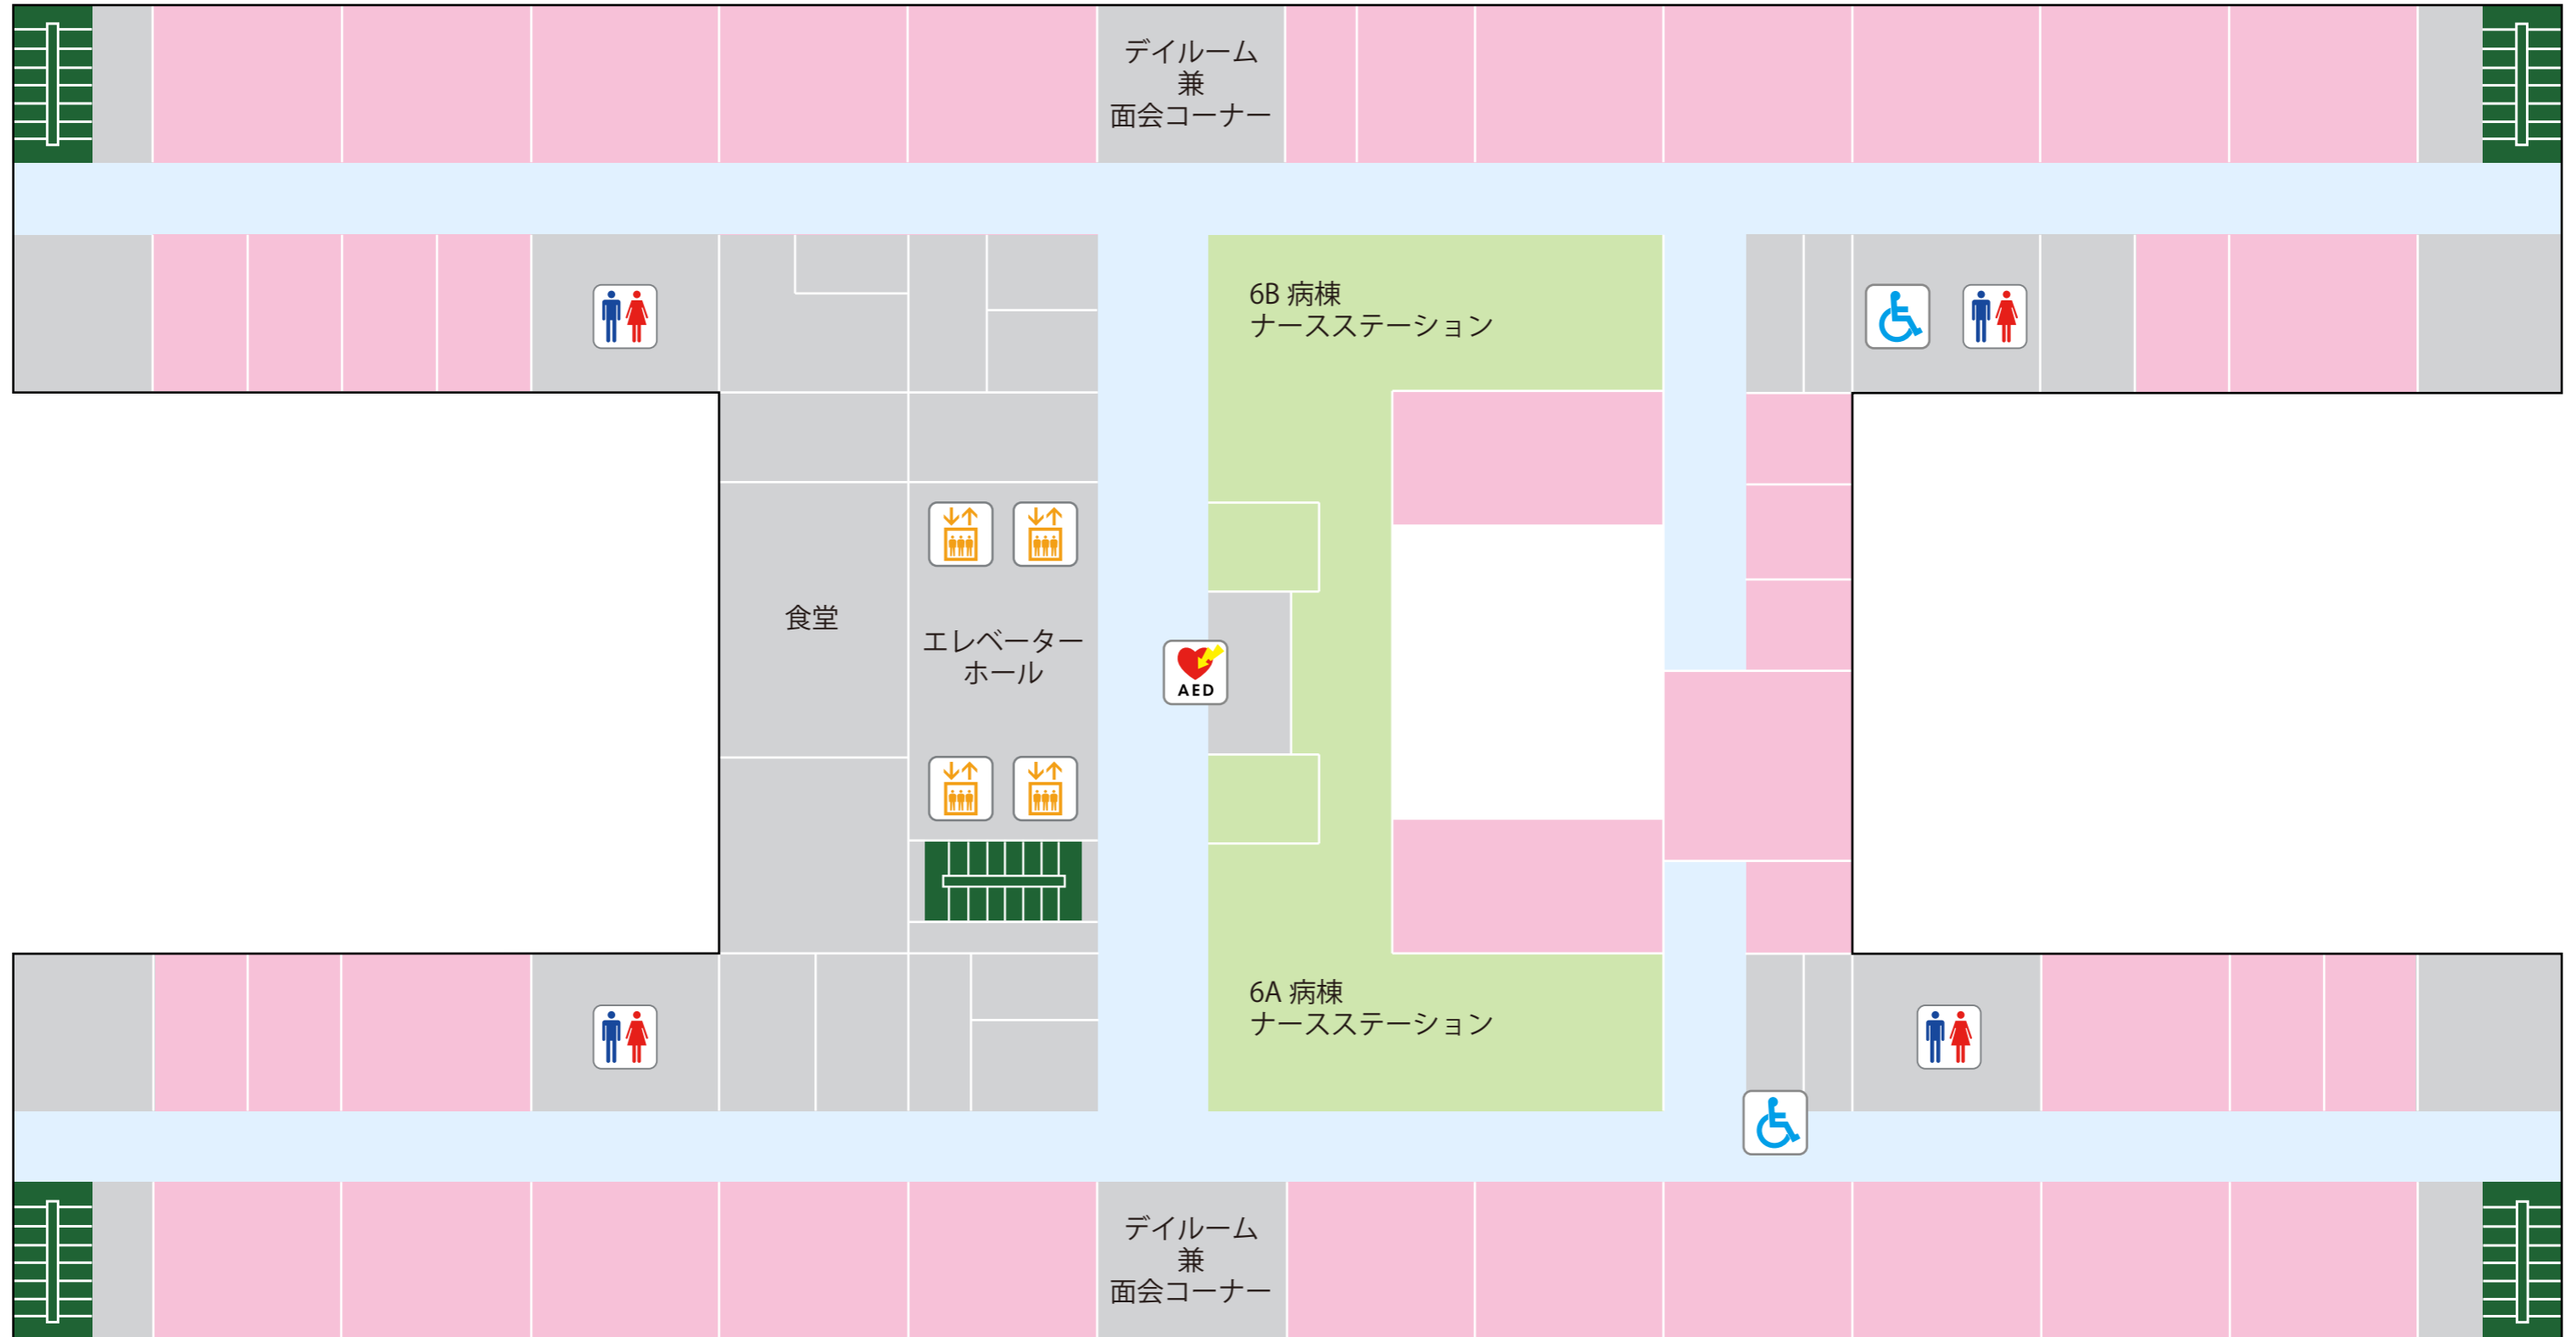 デイルーム
兼
面会コーナー
6B 病棟
ナースステーション
食堂
エレベーター
ホール
AED
6A 病棟
ナースステーション
デイルーム
兼
面会コーナー